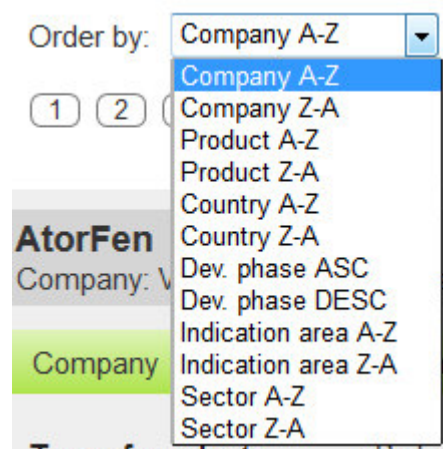 Order by: Company A-Z
Company A-Z
1 2
Company Z-A
Product A-Z
Product Z-A
Country A-Z
AtorFen
Country Z-A
Company: V
Dev. phase ASC
Dev. phase DESC
Indication area A-Z
Company
Indication area Z-A
Sector A-Z
Sector Z-A